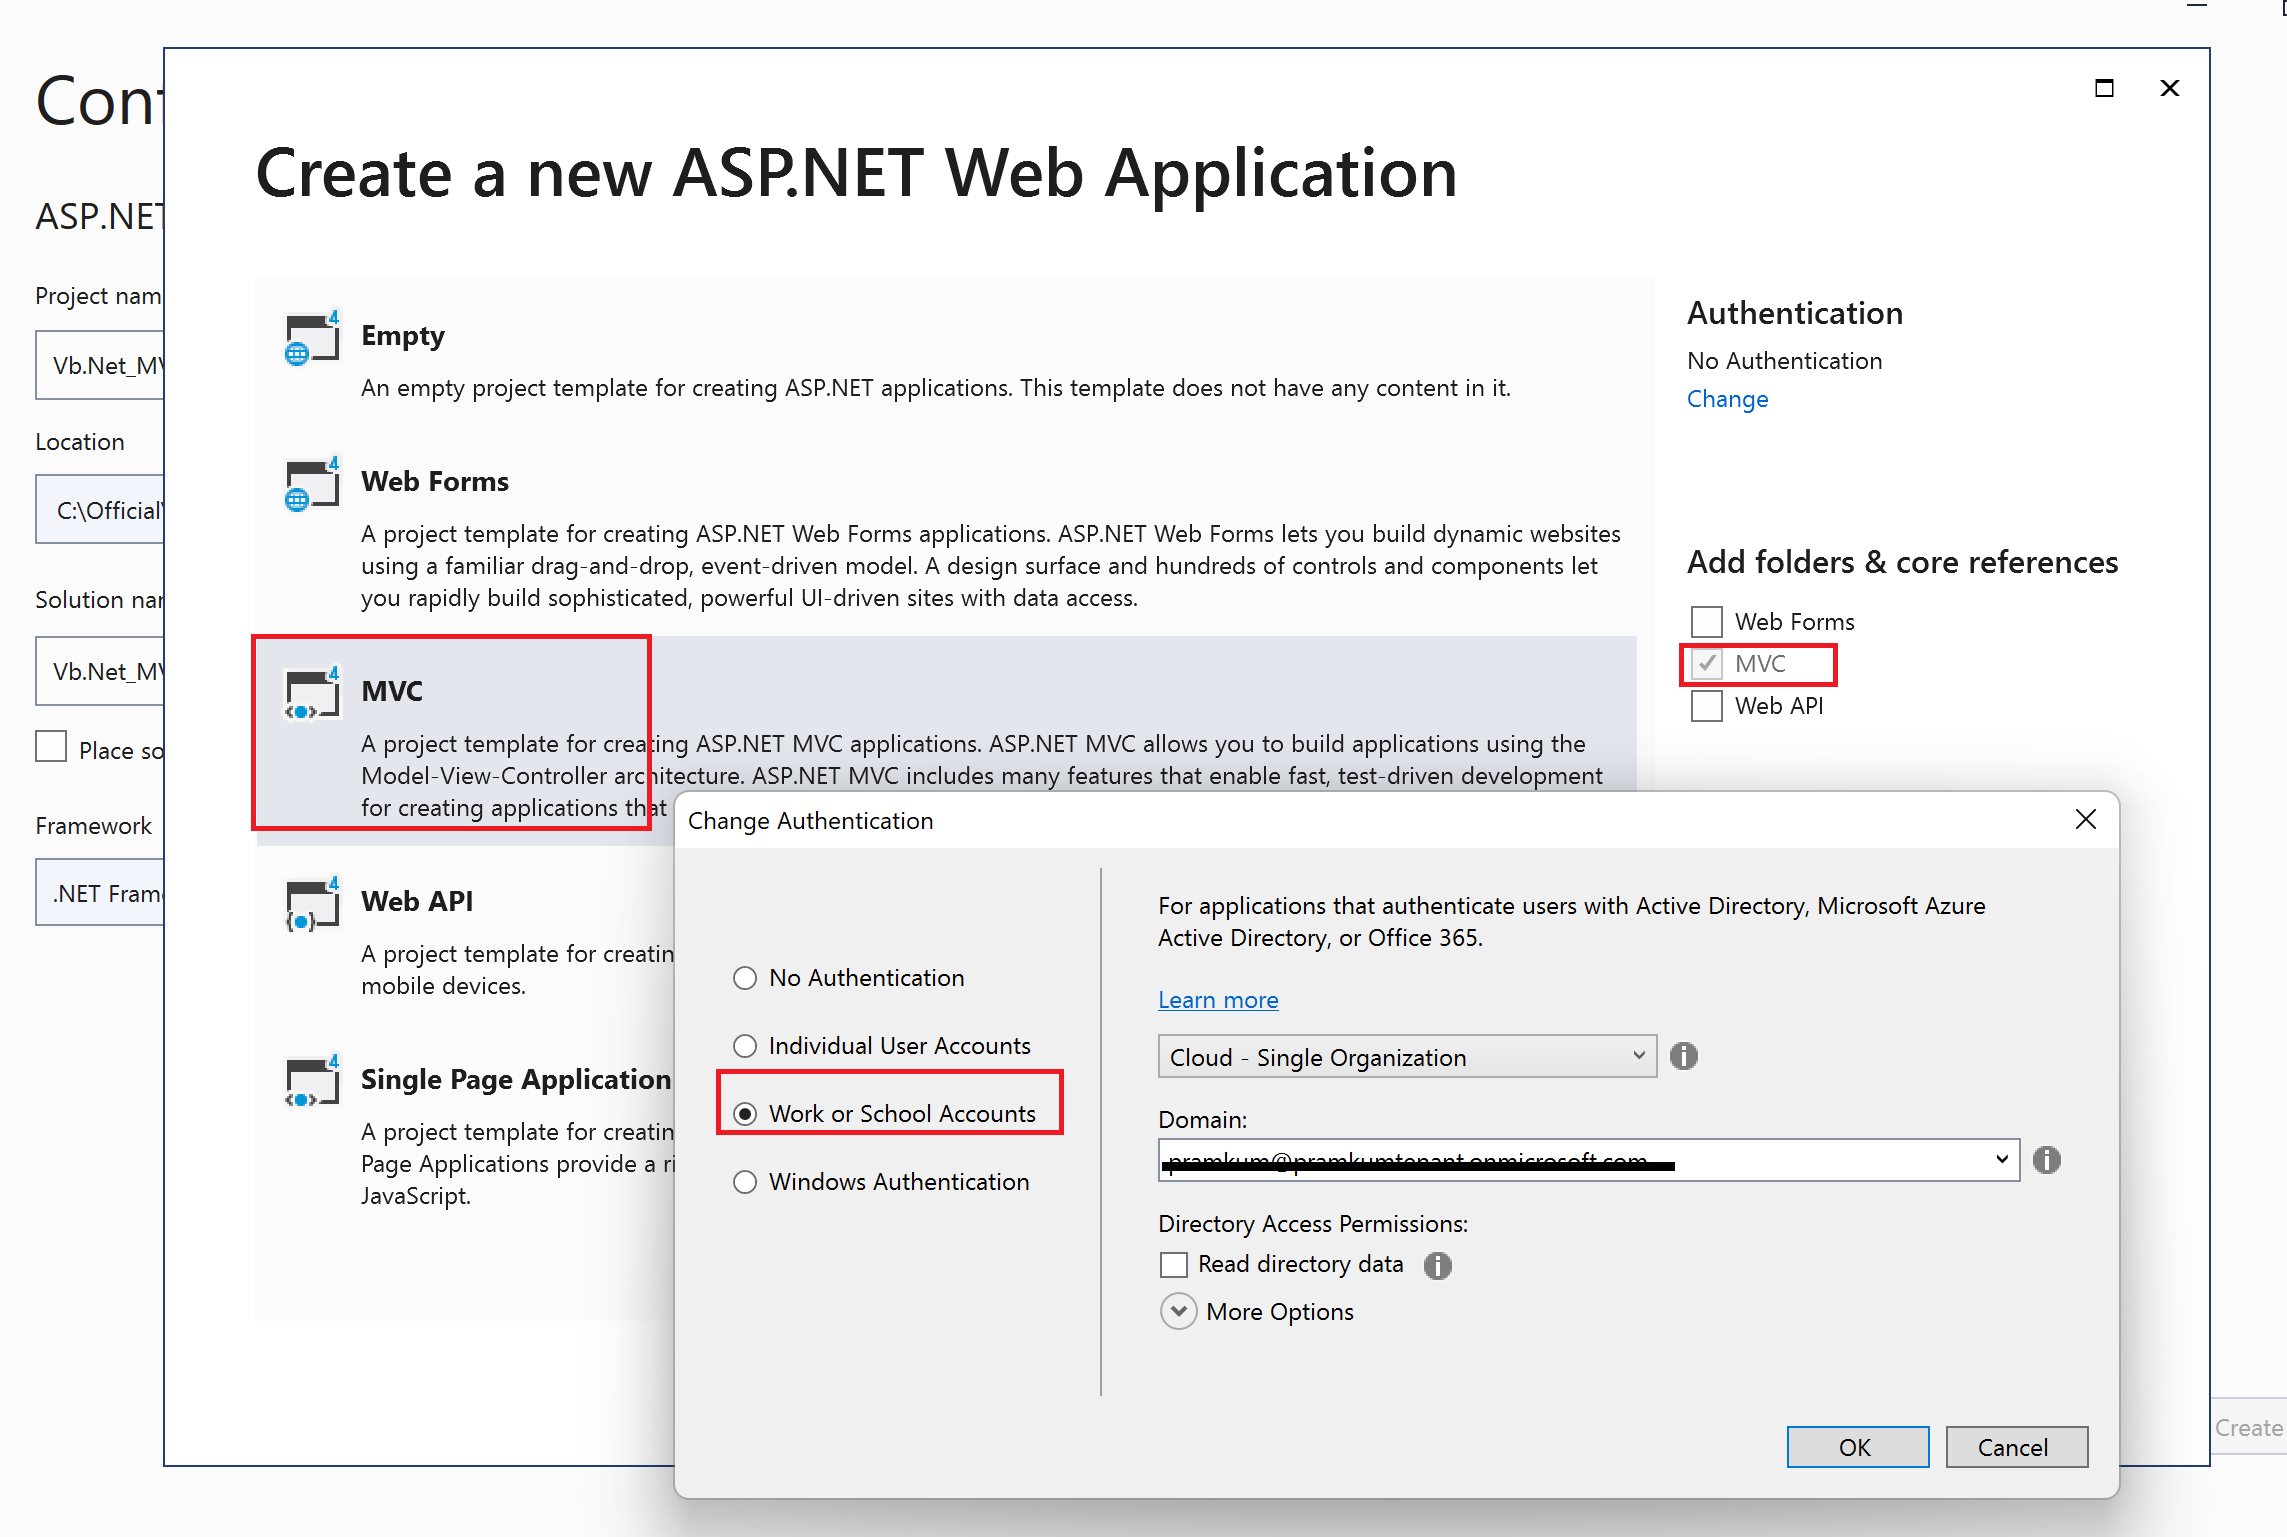 Conf
ASP.NET
Project nam
Vb.Net_MV
Location
C:\Official\
Solution nar
Vb.Net_MV
Place so
Framework
.NET Frame
Create a new ASP.NET Web Application
Empty
An empty project template for creating ASP.NET applications. This template does not have any content in it.
Web Forms
A project template for creating ASP.NET Web Forms applications. ASP.NET Web Forms lets you build dynamic websites
using a familiar drag-and-drop, event-driven model. A design surface and hundreds of controls and components let
you rapidly build sophisticated, powerful UI-driven sites with data access.
MVC
A project template for creating ASP.NET MVC applications. ASP.NET MVC allows you to build applications using the
Model-View-Controller architecture. ASP.NET MVC includes many features that enable fast, test-driven development
for creating applications that
Web API
A project template for creatin
mobile devices.
Single Page Application
A project template for creatin
Page Applications provide a ri
JavaScript.
Authentication
No Authentication
Change
Add folders & core references
Web Forms
MVC
Web API
Change Authentication
No Authentication
Individual User Accounts
Work or School Accounts
Windows Authentication
For applications that authenticate users with Active Directory, Microsoft Azure
Active Directory, or Office 365.
Learn more
Cloud - Single Organization
Domain:
Directory Access Permissions:
Read directory data
More Options
OK
Cancel
Create